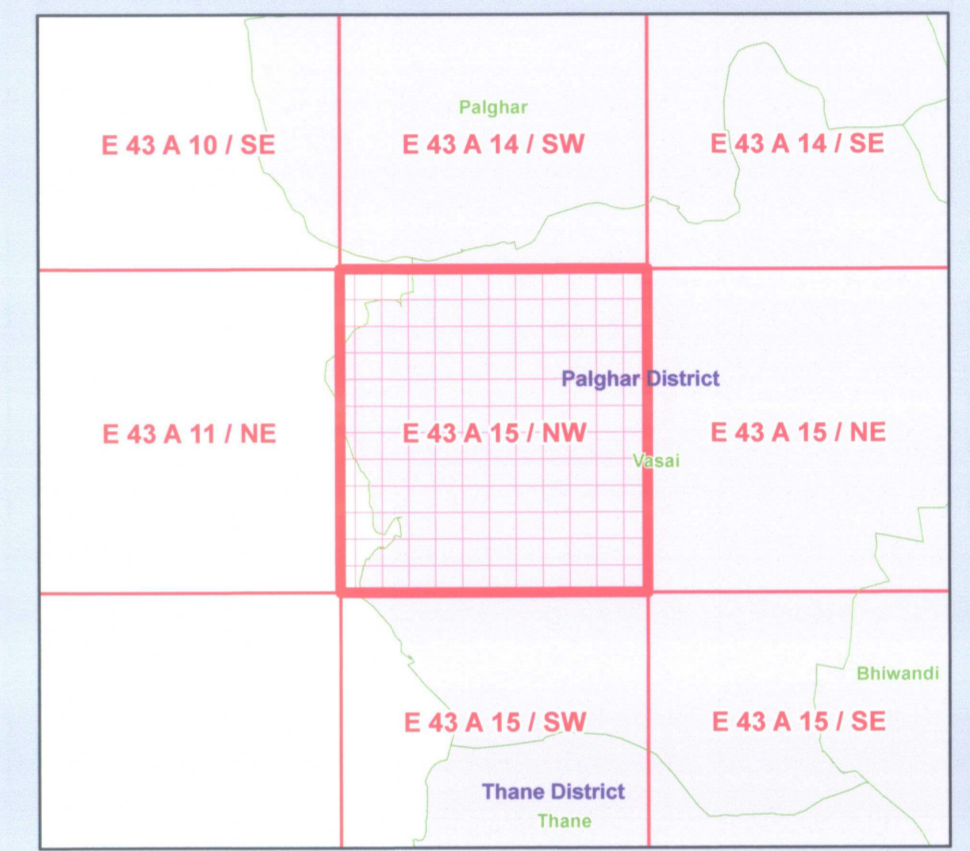 Palghar
E 43 A 10 / SE
E 43 A 14 / SW
E 43 A 14 / SE
Palghar District
E 43 A 11 / NE
E 43 A 15 / NW
E 43 A 15 / NE
Vasai
Bhiwandi
E 43 A 15 / SW
E 43 A 15 / SE
Thane District
Thane